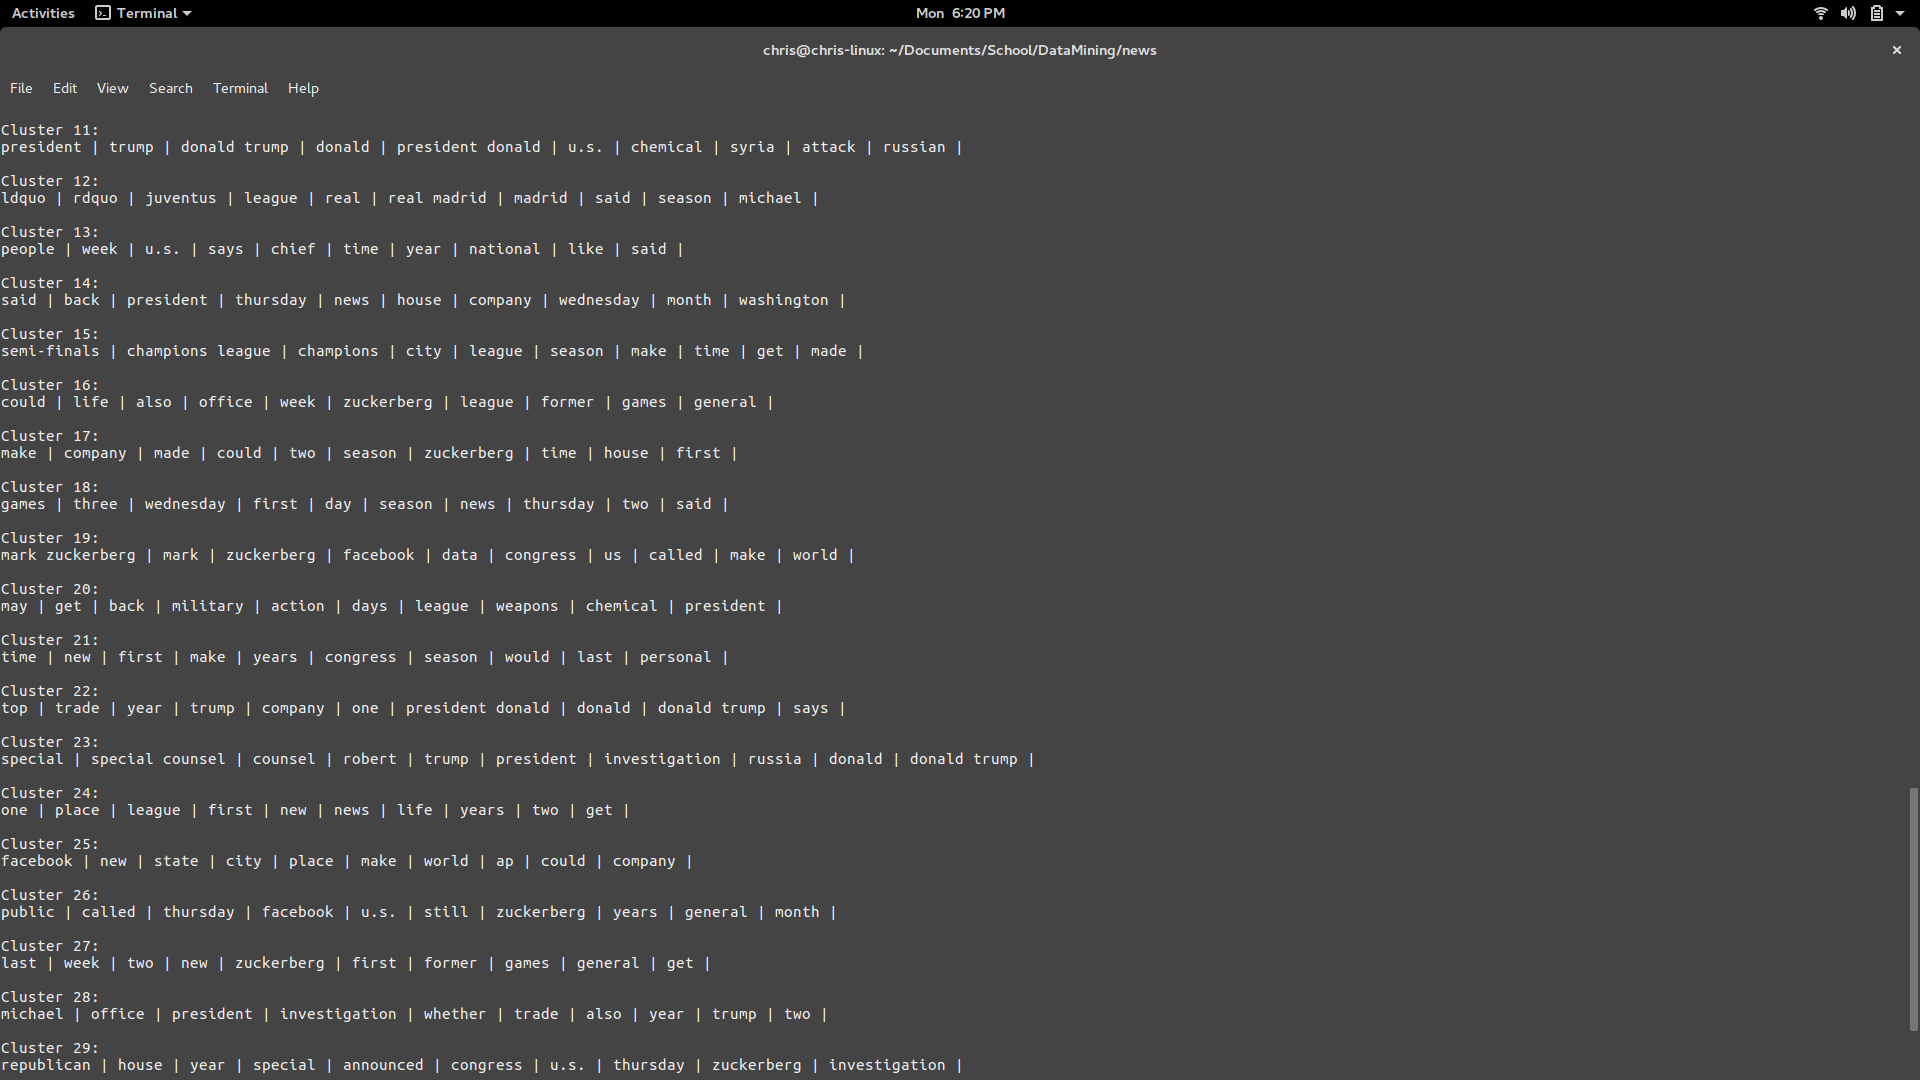 Activities Terminal Mon 6:20 PM
chris@chris-linux: ~/Documents/School/DataMining/news
File Edit View Search Terminal Help
Cluster 11:
president | trump | donald trump | donald | president donald | u.s. | chemical | syria | attack | russian |
Cluster 12:
ldquo | rdquo | juventus | league | real | real madrid | madrid | said | season | michael |
Cluster 13:
people | week | u.s. | says | chief | time | year | national | like | said |
Cluster 14:
said | back | president | thursday | news | house | company | wednesday | month | washington |
Cluster 15:
semi-finals | champions league | champions | city | league | season | make | time | get | made |
Cluster 16:
could | life | also | office | week | zuckerberg | league | former | games | general |
Cluster 17:
make | company | made | could | two | season | zuckerberg | time | house | first |
Cluster 18:
games | three | wednesday | first | day | season | news | thursday | two | said |
Cluster 19:
mark zuckerberg | mark | zuckerberg | facebook | data | congress | us | called | make | world |
Cluster 20:
may | get | back | military | action | days | league | weapons | chemical | president |
Cluster 21:
time | new | first | make | years | congress | season | would | last | personal |
Cluster 22:
top | trade | year | trump | company | one | president donald | donald | donald trump | says |
Cluster 23:
special | special counsel | counsel | robert | trump | president | investigation | russia | donald | donald trump |
Cluster 24:
one | place | league | first | new | news | life | years | two | get |
Cluster 25:
facebook | new | state | city | place | make | world | ap | could | company |
Cluster 26:
public | called | thursday | facebook | u.s. | still | zuckerberg | years | general | month |
Cluster 27:
last | week | two | new | zuckerberg | first | former | games | general | get |
Cluster 28:
michael | office | president | investigation | whether | trade | also | year | trump | two |
Cluster 29:
republican | house | year | special | announced | congress | u.s. | thursday | zuckerberg | investigation |